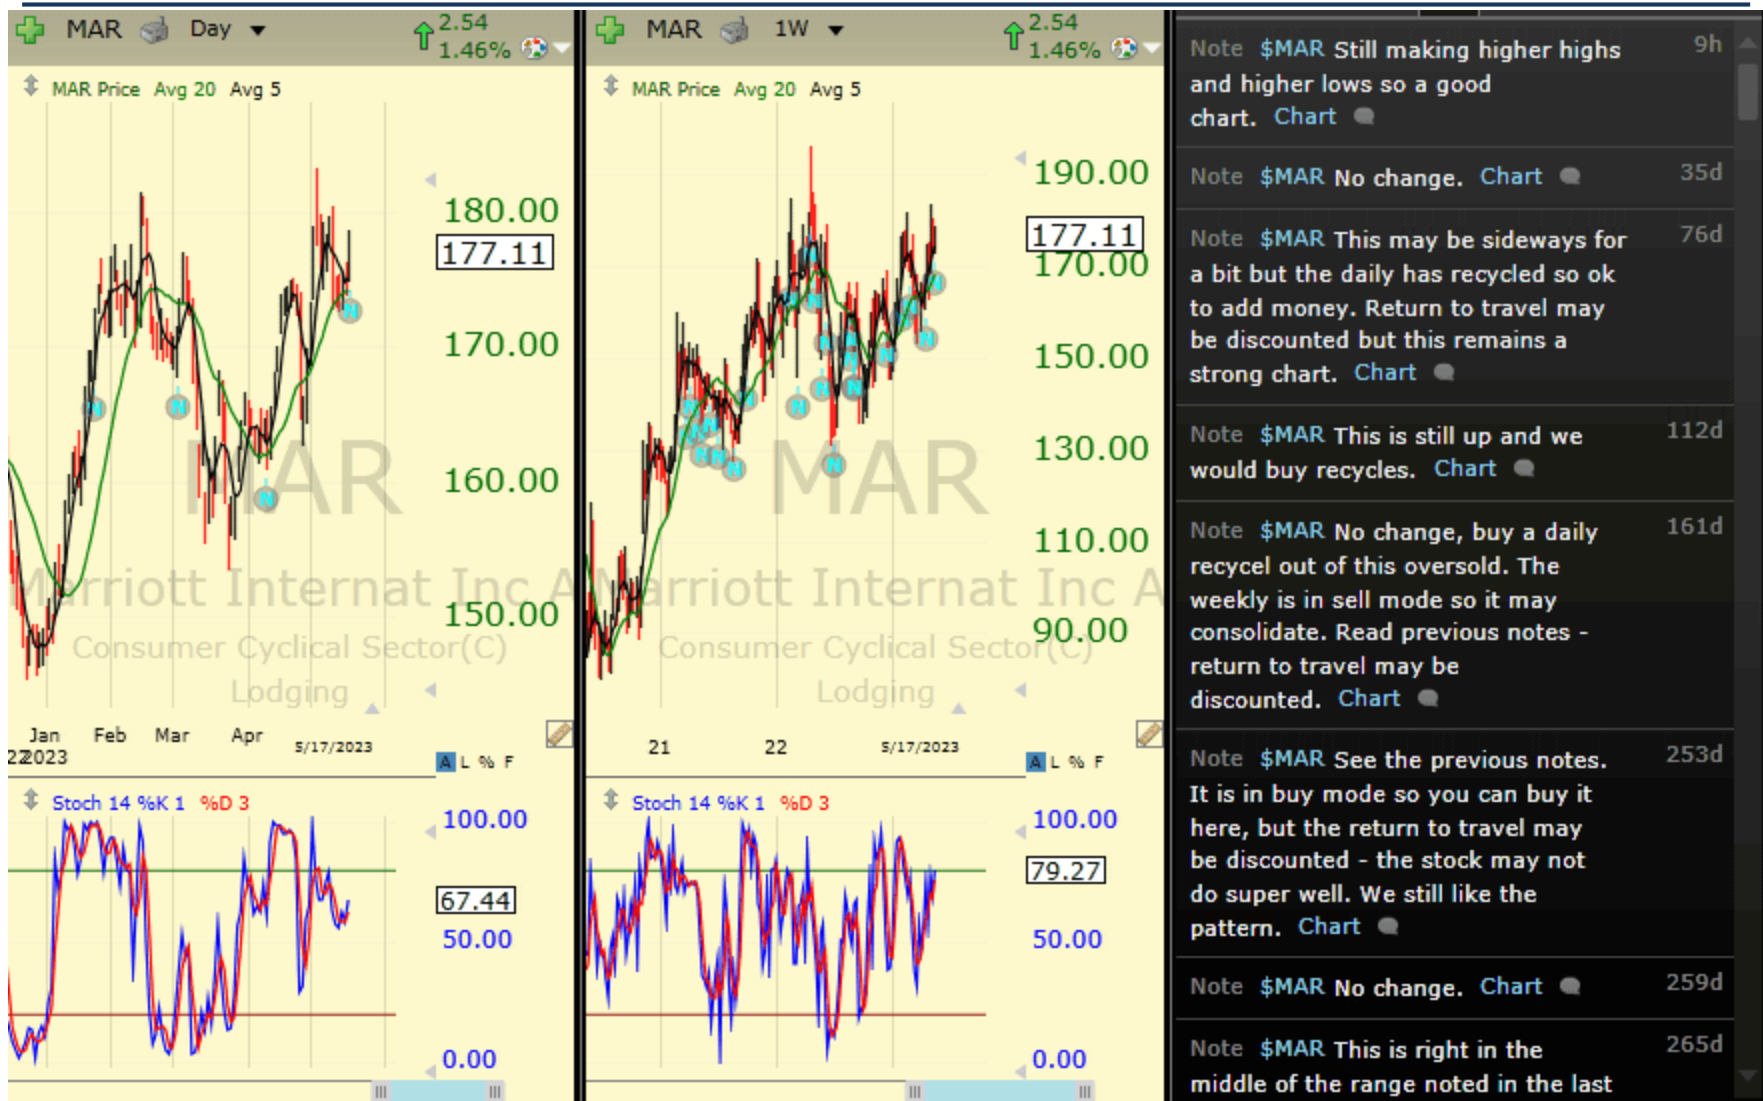 MAR Day 2.54
1.46%
MAR Price Avg 20 Avg 5
180.00
177.11
170.00
160.00
150.00
MAR
Marriott Internat Inc A
Consumer Cyclical Sector(C)
Lodging
Jan Feb Mar Apr 5/17/2023
22 2023
A L % F
Stoch 14 %K 1 %D 3
100.00
67.44
50.00
0.00
MAR 1W 2.54
1.46%
MAR Price Avg 20 Avg 5
190.00
177.11
170.00
150.00
130.00
110.00
90.00
MAR
Marriott Internat Inc A
Consumer Cyclical Sector(C)
Lodging
21 22 5/17/2023
A L % F
Stoch 14 %K 1 %D 3
100.00
79.27
50.00
0.00
Note $MAR Still making higher highs 9h
and higher lows so a good
chart. Chart
Note $MAR No change. Chart 35d
Note $MAR This may be sideways for 76d
a bit but the daily has recycled so ok
to add money. Return to travel may
be discounted but this remains a
strong chart. Chart
Note $MAR This is still up and we 112d
would buy recycles. Chart
Note $MAR No change, buy a daily 161d
recycel out of this oversold. The
weekly is in sell mode so it may
consolidate. Read previous notes -
return to travel may be
discounted. Chart
Note $MAR See the previous notes. 253d
It is in buy mode so you can buy it
here, but the return to travel may
be discounted - the stock may not
do super well. We still like the
pattern. Chart
Note $MAR No change. Chart 259d
Note $MAR This is right in the 265d
middle of the range noted in the last